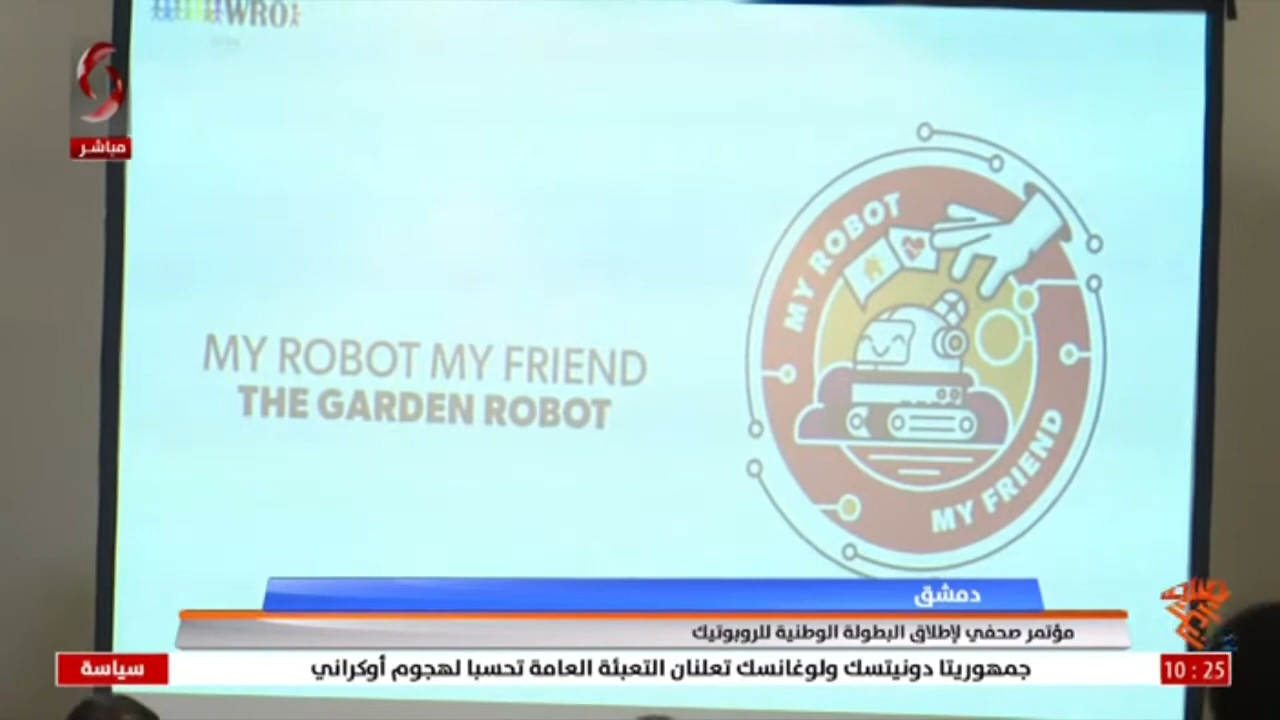 WRO
مباشر
MY ROBOT
MY ROBOT MY FRIEND
THE GARDEN ROBOT
MY FRIEND
دمشق
مؤتمر صحفي لإطلاق البطولة الوطنية للروبوتيك
سياسة
جمهوريتا دونيتسك ولوغانسك تعلنان التعبئة العامة تحسبا لهجوم أوكراني
10 : 25